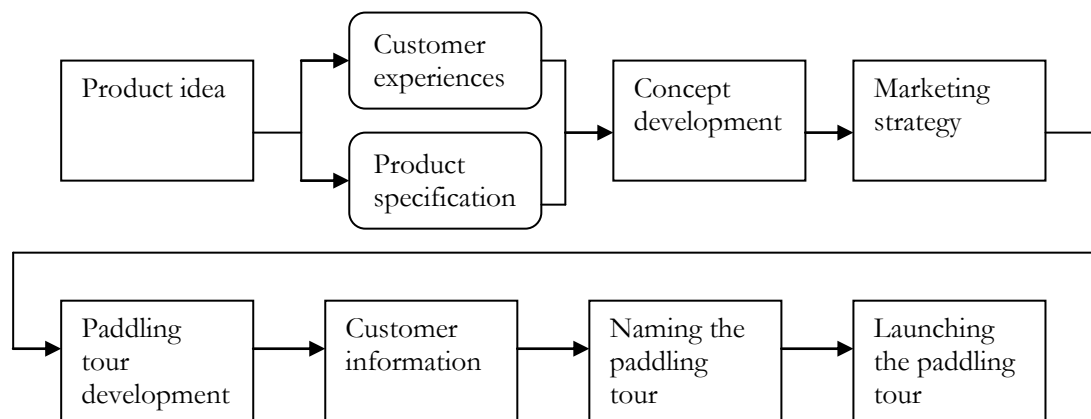 Product idea
Customer
experiences
Product
specification
Concept
development
Marketing
strategy
Paddling
tour
development
Customer
information
Naming the
paddling
tour
Launching
the paddling
tour